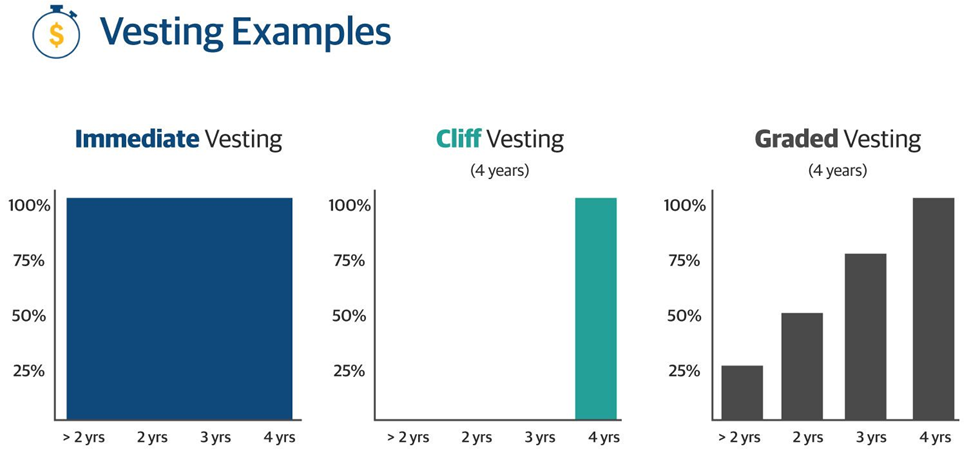 $
Vesting Examples
Immediate Vesting
100%
75%
50%
25%
> 2 yrs 2 yrs 3 yrs 4 yrs
Cliff Vesting
(4 years)
100%
75%
50%
25%
> 2 yrs 2 yrs 3 yrs 4 yrs
Graded Vesting
(4 years)
100%
75%
50%
25%
> 2 yrs 2 yrs 3 yrs 4 yrs